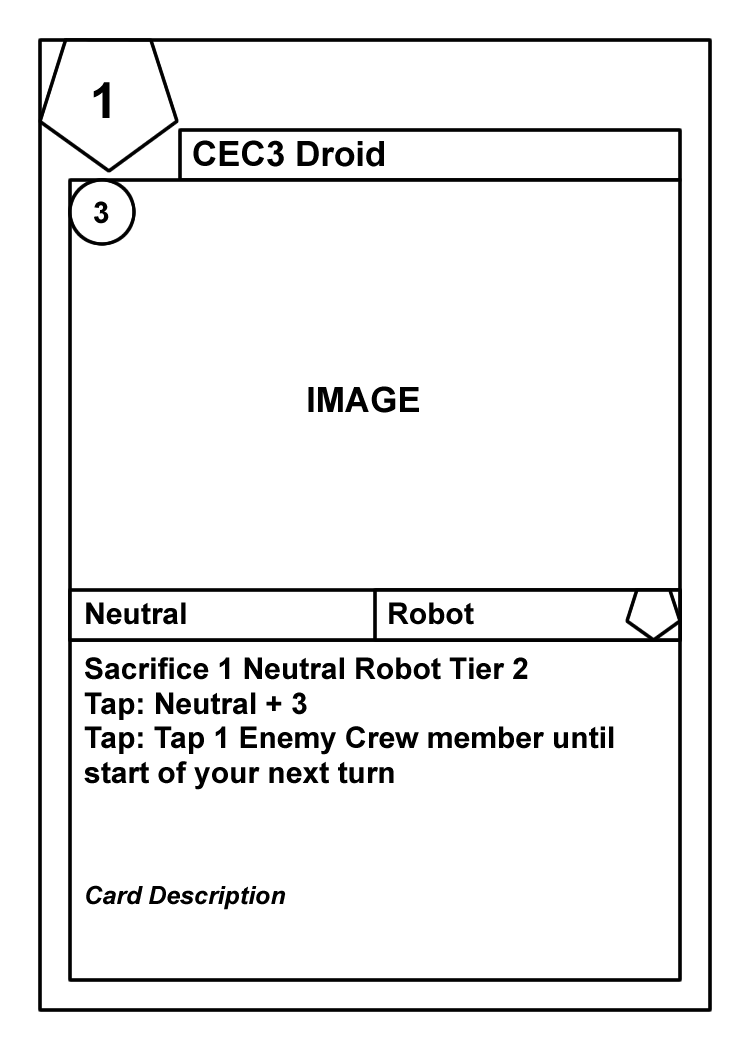 1
CEC3 Droid
3
IMAGE
Neutral
Robot
Sacrifice 1 Neutral Robot Tier 2
Tap: Neutral + 3
Tap: Tap 1 Enemy Crew member until
start of your next turn
Card Description